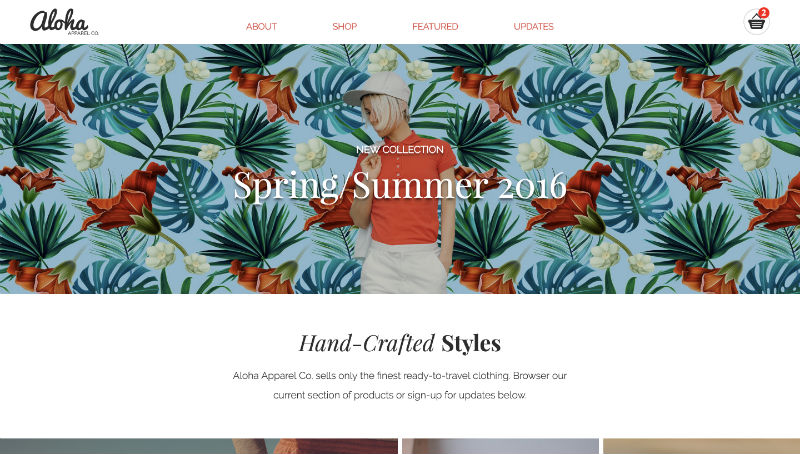 Aloha
APPAREL CO.
ABOUT
SHOP
FEATURED
UPDATES
2
NEW COLLECTION
Spring/Summer 2016
Hand-Crafted Styles
Aloha Apparel Co. sells only the finest ready-to-travel clothing. Browser our
current section of products or sign-up for updates below.